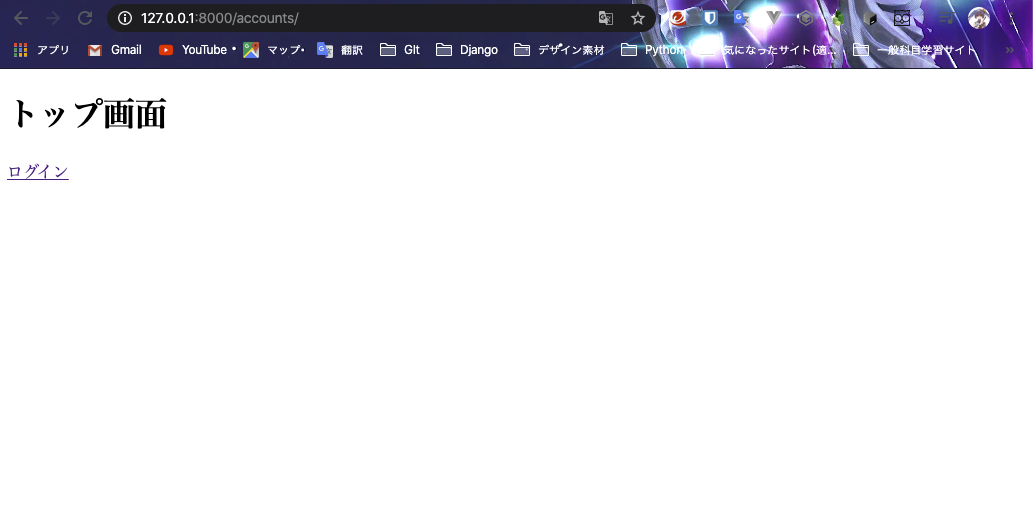 127.0.0.1:8000/accounts/
アプリ Gmail YouTube マップ 翻訳 GIt Django デザイン素材 Python 気になったサイト(適... 一般科目学習サイト »
トップ画面
ログイン